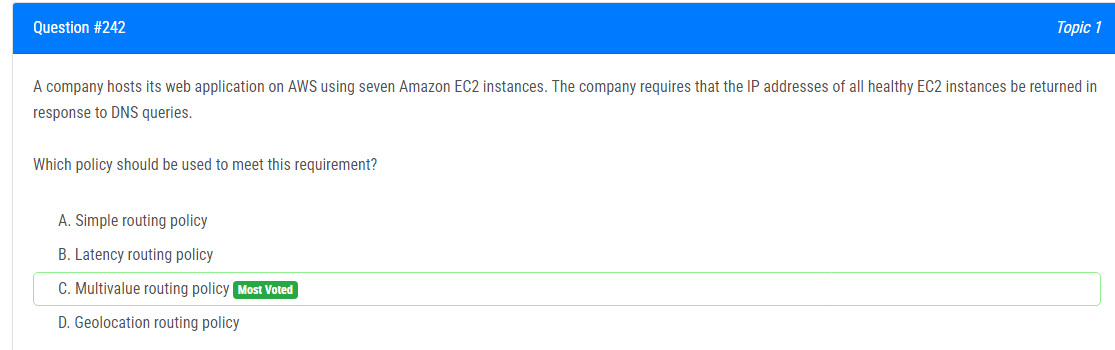 Question #242
Topic 1
A company hosts its web application on AWS using seven Amazon EC2 instances. The company requires that the IP addresses of all healthy EC2 instances be returned in
response to DNS queries.
Which policy should be used to meet this requirement?
A. Simple routing policy
B. Latency routing policy
C. Multivalue routing policy Most Voted
D. Geolocation routing policy